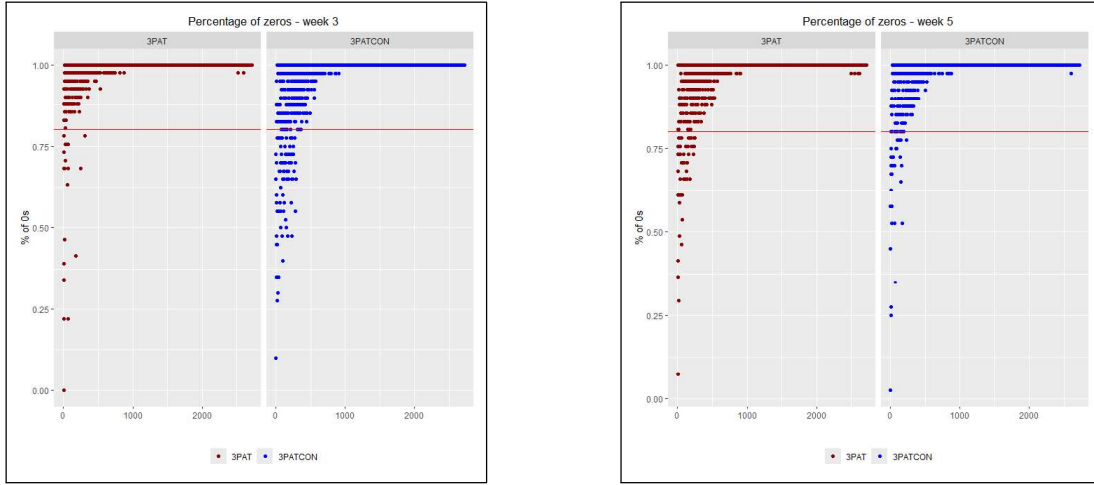 Percentage of zeros - week 3
3PAT 3PATCON
% of 0s
1.00
0.75
0.50
0.25
0.00
0 1000 2000 0 1000 2000
3PAT 3PATCON
Percentage of zeros - week 5
3PAT 3PATCON
% of 0s
1.00
0.75
0.50
0.25
0.00
0 1000 2000 0 1000 2000
3PAT 3PATCON